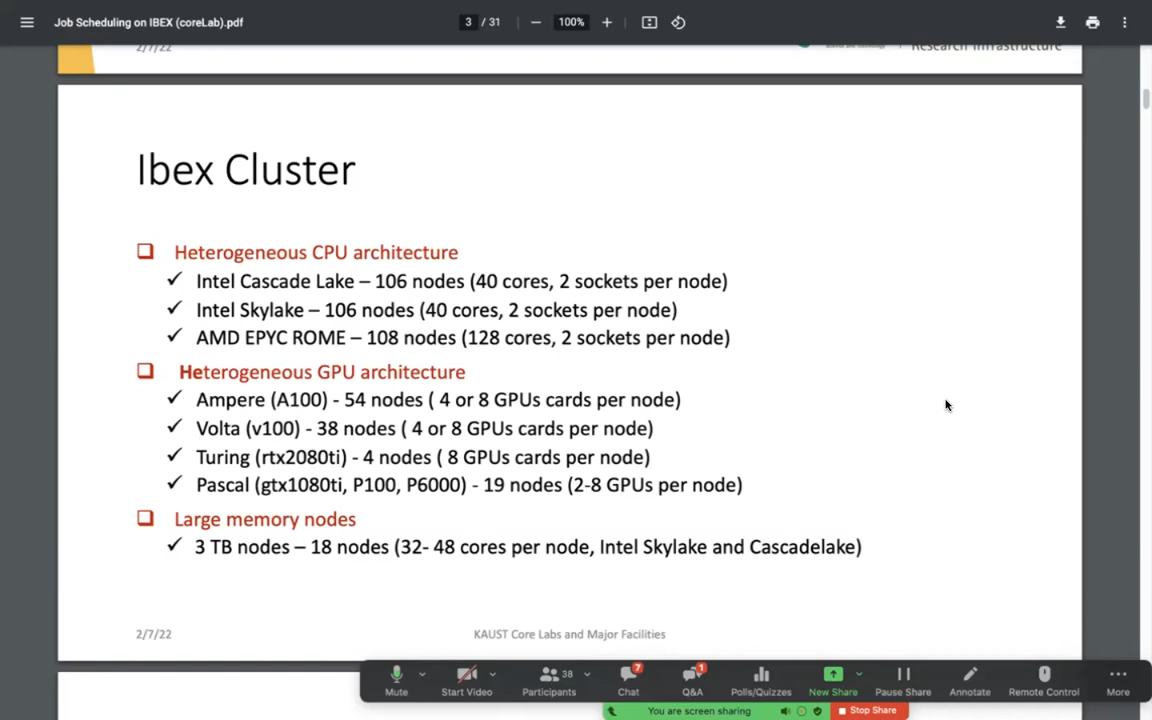 Job Scheduling on IBEX (coreLab).pdf
3 / 31
100%
2/7/22
Research Infrastructure
Ibex Cluster
Heterogeneous CPU architecture
Intel Cascade Lake – 106 nodes (40 cores, 2 sockets per node)
Intel Skylake – 106 nodes (40 cores, 2 sockets per node)
AMD EPYC ROME – 108 nodes (128 cores, 2 sockets per node)
Heterogeneous GPU architecture
Ampere (A100) - 54 nodes ( 4 or 8 GPUs cards per node)
Volta (v100) - 38 nodes ( 4 or 8 GPUs cards per node)
Turing (rtx2080ti) - 4 nodes ( 8 GPUs cards per node)
Pascal (gtx1080ti, P100, P6000) - 19 nodes (2-8 GPUs per node)
Large memory nodes
3 TB nodes – 18 nodes (32- 48 cores per node, Intel Skylake and Cascadelake)
2/7/22
KAUST Core Labs and Major Facilities
38
7
1
Mute
Start Video
Participants
Chat
Q&A
Polls/Quizzes
New Share
Pause Share
Annotate
Remote Control
More
You are screen sharing
Stop Share